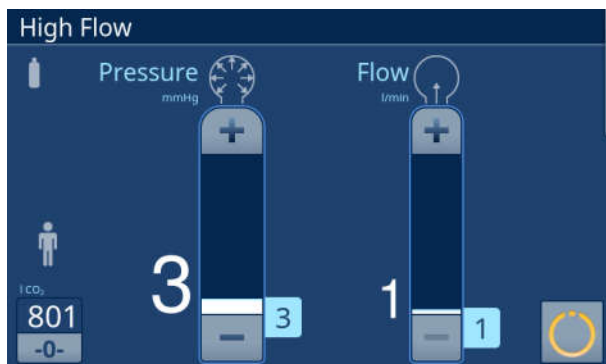 High Flow
Pressure
mmHg
Flow
l/min
+
+
3
3
1
1
l CO₂
801
-0-
−
−